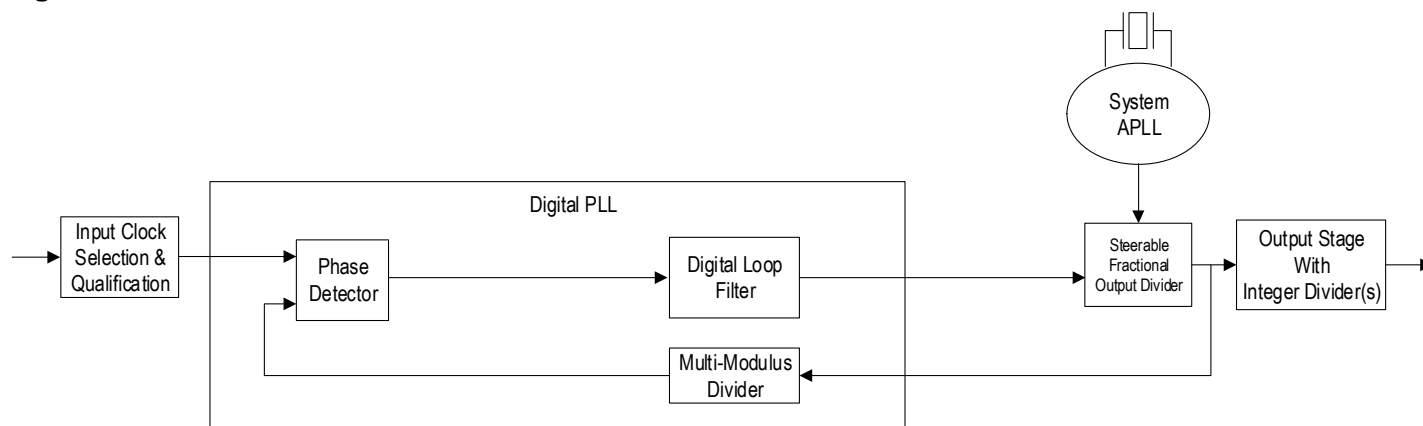 System
APLL
Digital PLL
Input Clock
Selection &
Qualification
Phase
Detector
Digital Loop
Filter
Steerable
Fractional
Output Divider
Output Stage
With
Integer Divider(s)
Multi-Modulus
Divider